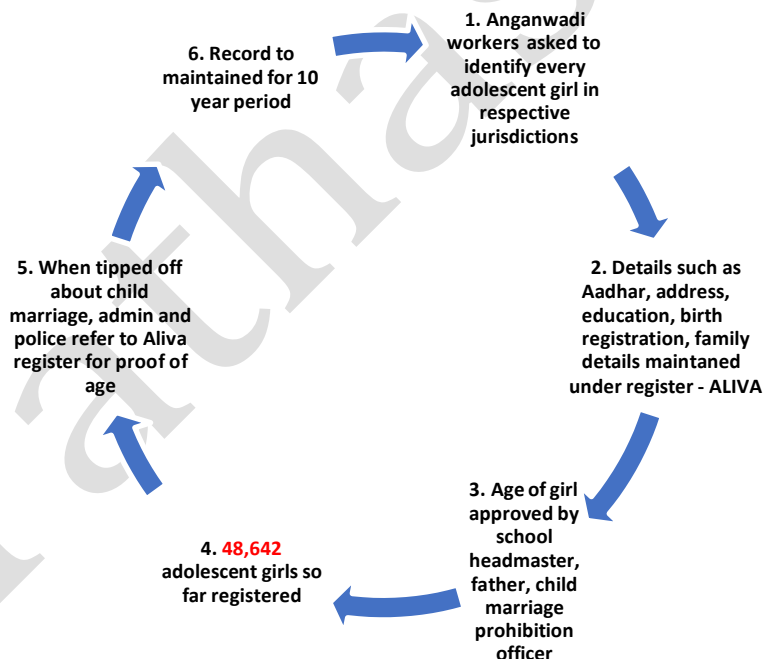 1. Anganwadi
workers asked to
identify every
adolescent girl in
respective
jurisdictions
2. Details such as
Aadhar, address,
education, birth
registration, family
details maintaned
under register - ALIVA
3. Age of girl
approved by
school
headmaster,
father, child
marriage
prohibition
officer
4. 48,642
adolescent girls so
far registered
5. When tipped off
about child
marriage, admin and
police refer to Aliva
register for proof of
age
6. Record to
maintained for 10
year period